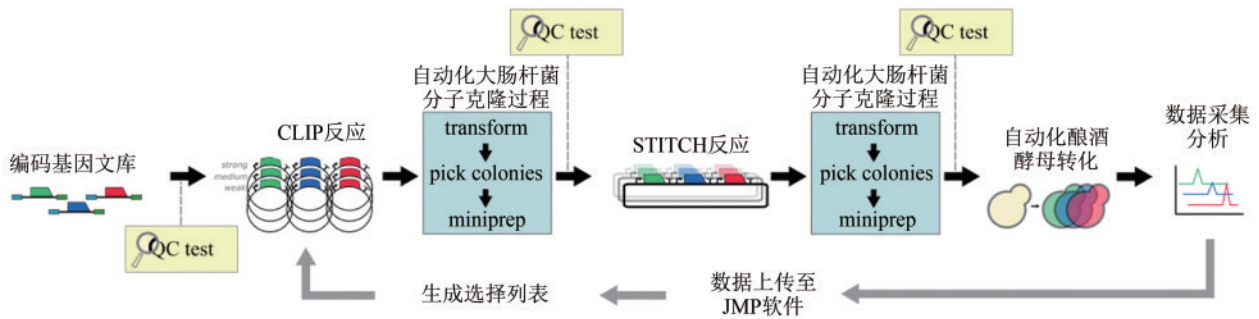 编码基因文库
QC test
CLIP反应
strong
medium
weak
自动化大肠杆菌
分子克隆过程
transform
pick colonies
miniprep
QC test
STITCH反应
自动化大肠杆菌
分子克隆过程
transform
pick colonies
miniprep
QC test
自动化酿酒
酵母转化
数据采集
分析
数据上传至
JMP软件
生成选择列表